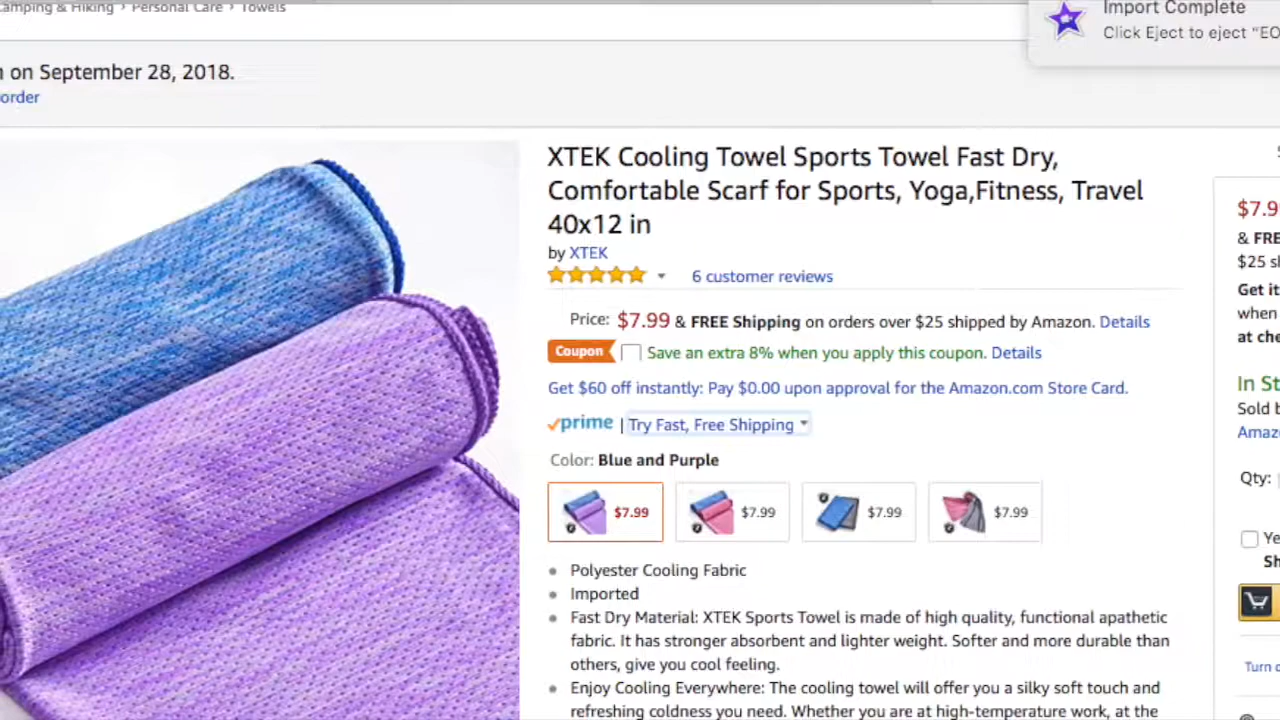 Camping & Hiking › Personal Care › Towels
Import Complete
Click Eject to eject “EO
on September 28, 2018.
order
XTEK Cooling Towel Sports Towel Fast Dry,
Comfortable Scarf for Sports, Yoga,Fitness, Travel
40x12 in
by XTEK
6 customer reviews
Price: $7.99 & FREE Shipping on orders over $25 shipped by Amazon. Details
Coupon Save an extra 8% when you apply this coupon. Details
Get $60 off instantly: Pay $0.00 upon approval for the Amazon.com Store Card.
prime | Try Fast, Free Shipping
Color: Blue and Purple
$7.99 $7.99 $7.99 $7.99
Polyester Cooling Fabric
Imported
Fast Dry Material: XTEK Sports Towel is made of high quality, functional apathetic
fabric. It has stronger absorbent and lighter weight. Softer and more durable than
others, give you cool feeling.
Enjoy Cooling Everywhere: The cooling towel will offer you a silky soft touch and
refreshing coldness you need. Whether you are at high-temperature work, at the
$7.9
& FRE
$25 sh
Get it
when
at che
In St
Sold b
Amaz
Qty:
Ye
Sh
Turn o